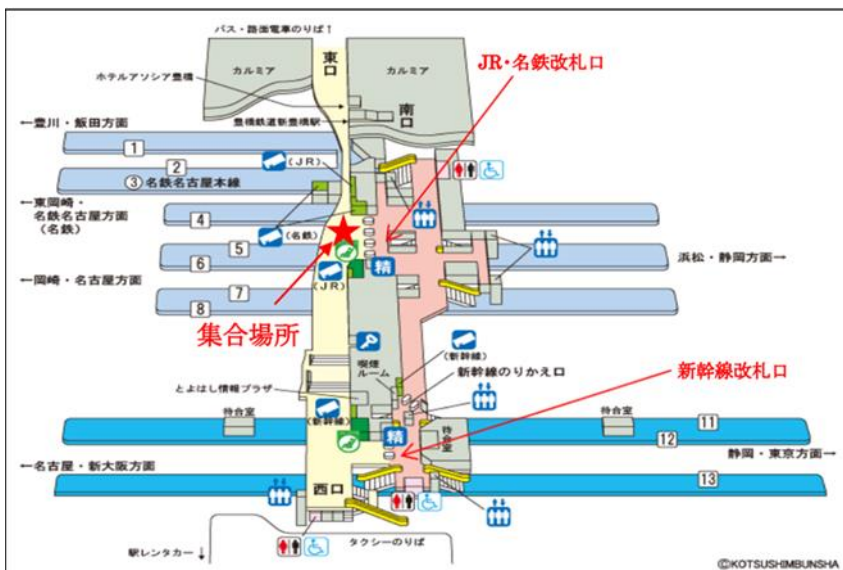 バス・路面電車のりば↑
カルミア
東口
カルミア
JR・名鉄改札口
ホテルアソシア豊橋
南口
豊橋鉄道新豊橋駅
←豊川・飯田方面
1
2
(JR)
③名鉄名古屋本線
←東岡崎・
名鉄名古屋方面
(名鉄)
4
5
(名鉄)
6
精
浜松・静岡方面→
←岡崎・名古屋方面
(JR)
7
8
集合場所
(新幹線)
喫煙
ルーム
新幹線のりかえ口
新幹線改札口
とよはし情報プラザ
待合室
(新幹線)
精
待合室
待合室
11
12
静岡・東京方面→
←名古屋・新大阪方面
13
西口
駅レンタカー↓
タクシーのりば
©KOTSUSHIMBUNSHA